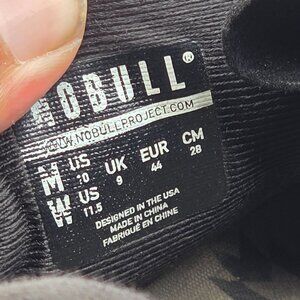 NOBULL®
WWW.NOBULLPROJECT.COM
M US 10 UK 9 EUR 44 CM 28
W US 11.5
DESIGNED IN THE USA
MADE IN CHINA
FABRIQUÉ EN CHINE